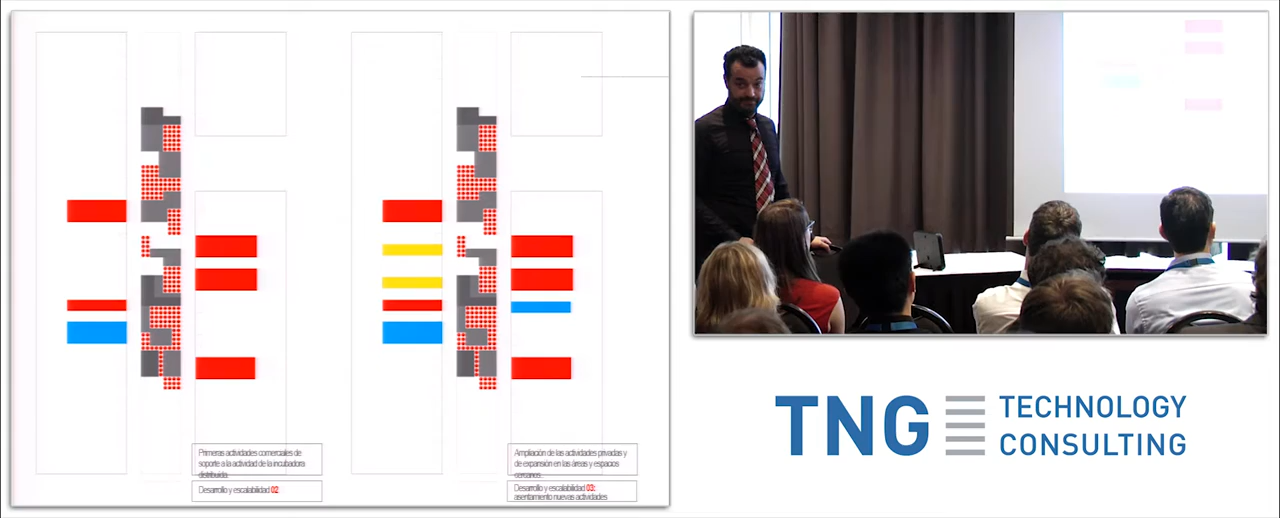 Primeras actividades comerciales de
soporte a la actividad de la incubadora
distribuida.
Desarrollo y escalabilidad 02
Ampliación de las actividades privadas y
de expansión en las áreas y espacios
cercanos.
Desarrollo y escalabilidad 03:
asentamiento nuevas actividades
TNG TECHNOLOGY
CONSULTING